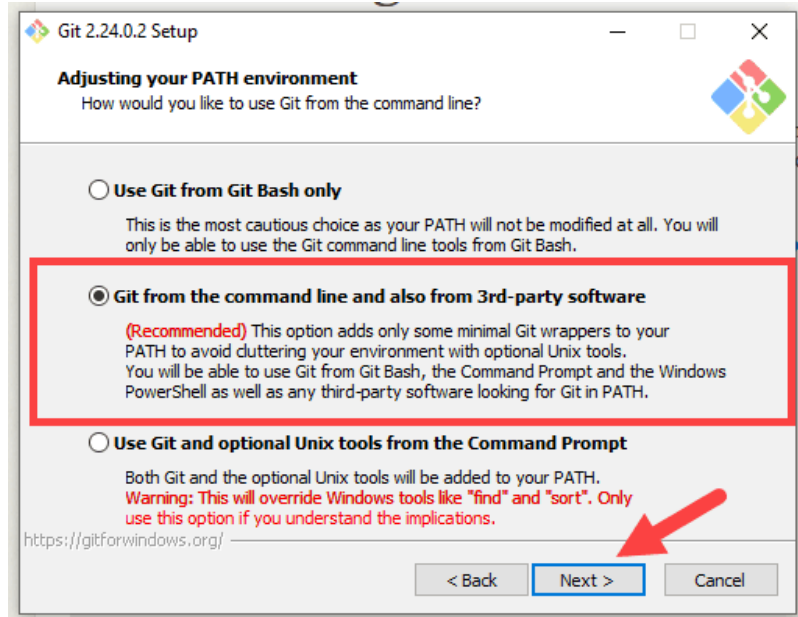 Git 2.24.0.2 Setup
Adjusting your PATH environment
How would you like to use Git from the command line?
Use Git from Git Bash only
This is the most cautious choice as your PATH will not be modified at all. You will
only be able to use the Git command line tools from Git Bash.
Git from the command line and also from 3rd-party software
(Recommended) This option adds only some minimal Git wrappers to your
PATH to avoid cluttering your environment with optional Unix tools.
You will be able to use Git from Git Bash, the Command Prompt and the Windows
PowerShell as well as any third-party software looking for Git in PATH.
Use Git and optional Unix tools from the Command Prompt
Both Git and the optional Unix tools will be added to your PATH.
Warning: This will override Windows tools like "find" and "sort". Only
use this option if you understand the implications.
https://gitforwindows.org/
< Back Next > Cancel